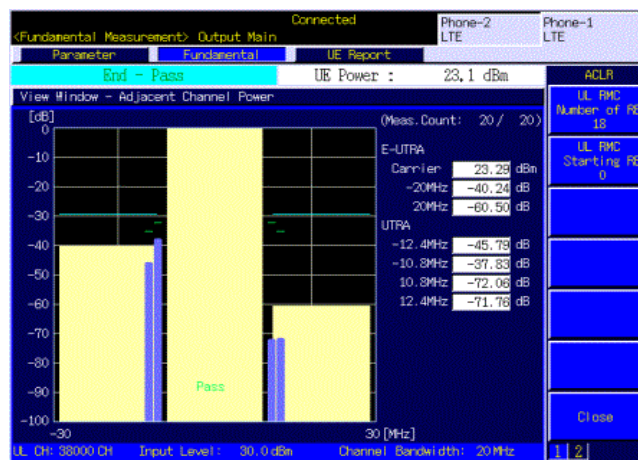 Connected
Phone-2 Phone-1
<Fundamental Measurement> Output Main LTE LTE
Parameter Fundamental UE Report
End - Pass UE Power : 23.1 dBm ACLR
View Window - Adjacent Channel Power
UL RMC
Number of RB
18
[dB] (Meas.Count: 20/ 20)
UL RMC
Starting RB
0
0
-10
-20
-30
-40
-50
-60
-70
-80
-90
-100
E-UTRA
Carrier 23.29 dBm
-20MHz -40.24 dB
20MHz -60.50 dB
UTRA
-12.4MHz -45.79 dB
-10.8MHz -37.83 dB
10.8MHz -72.06 dB
12.4MHz -71.76 dB
Pass
-30 30 [MHz]
Close
UL CH: 38000 CH Input Level: 30.0 dBm Channel Bandwidth: 20 MHz
1 2